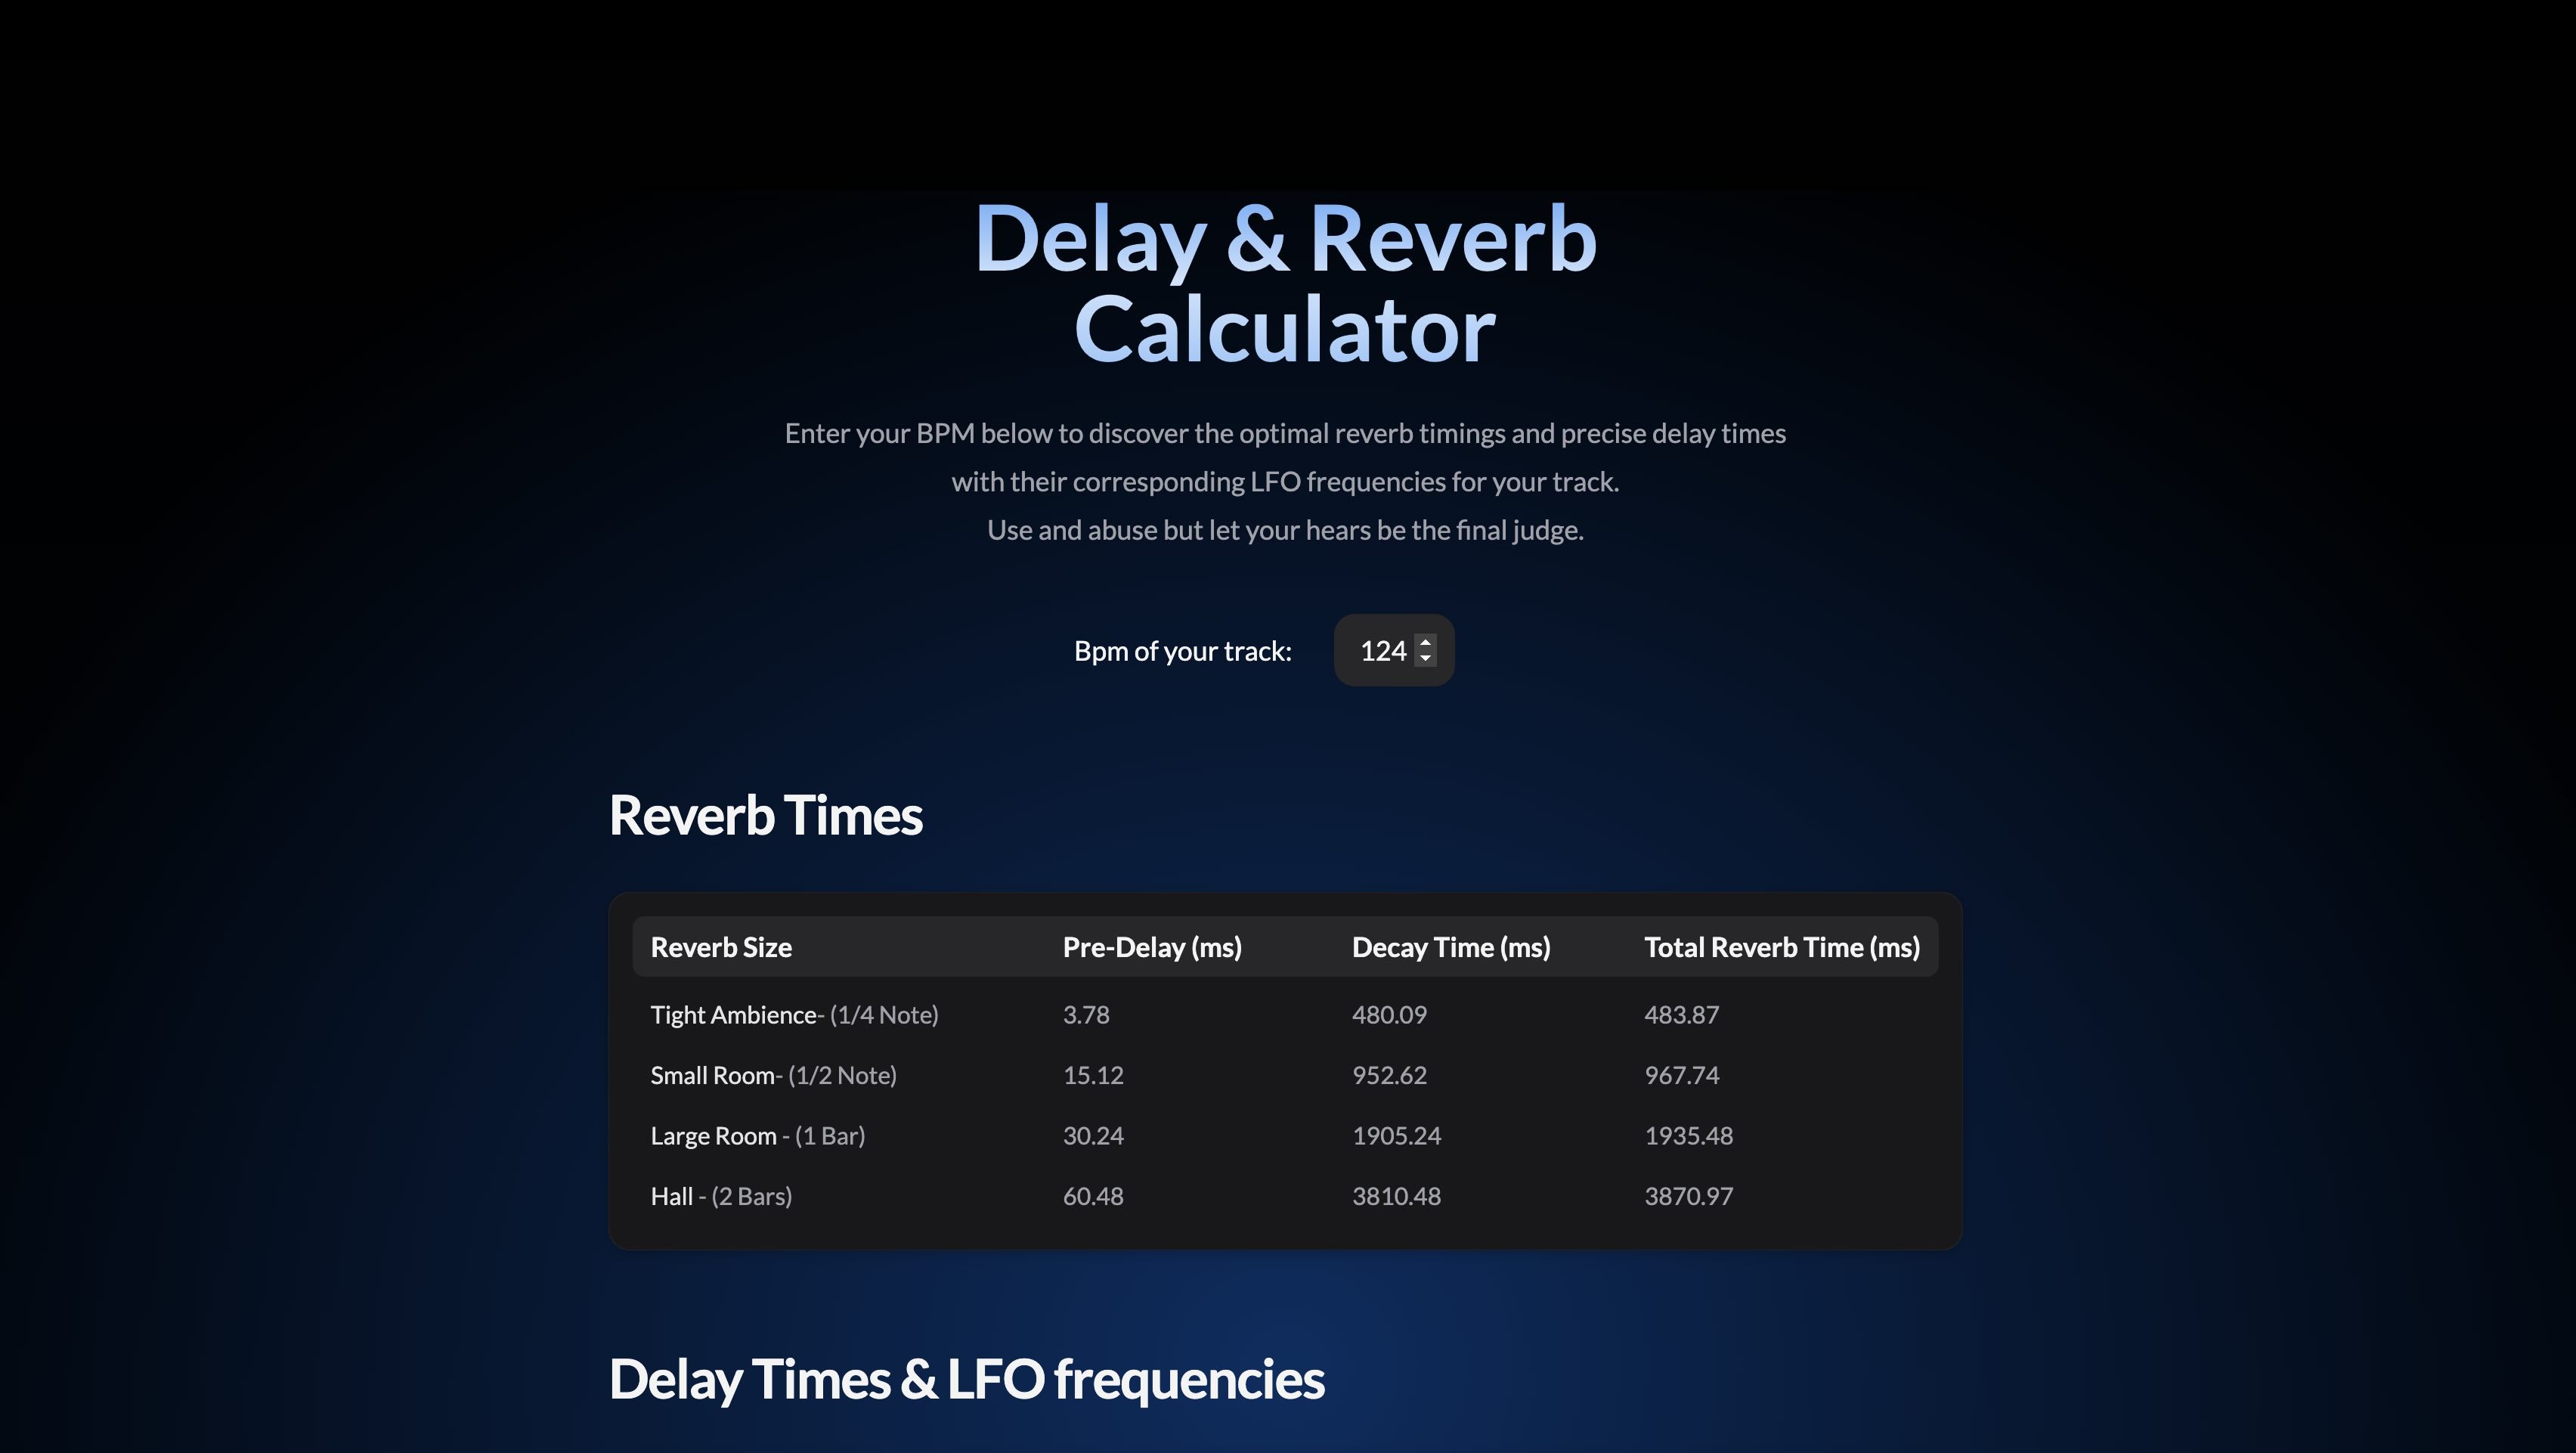 Delay & Reverb
Calculator
Enter your BPM below to discover the optimal reverb timings and precise delay times
with their corresponding LFO frequencies for your track.
Use and abuse but let your hears be the final judge.
Bpm of your track: 124
Reverb Times
Reverb Size Pre-Delay (ms) Decay Time (ms) Total Reverb Time (ms)
Tight Ambience- (1/4 Note) 3.78 480.09 483.87
Small Room- (1/2 Note) 15.12 952.62 967.74
Large Room - (1 Bar) 30.24 1905.24 1935.48
Hall - (2 Bars) 60.48 3810.48 3870.97
Delay Times & LFO frequencies